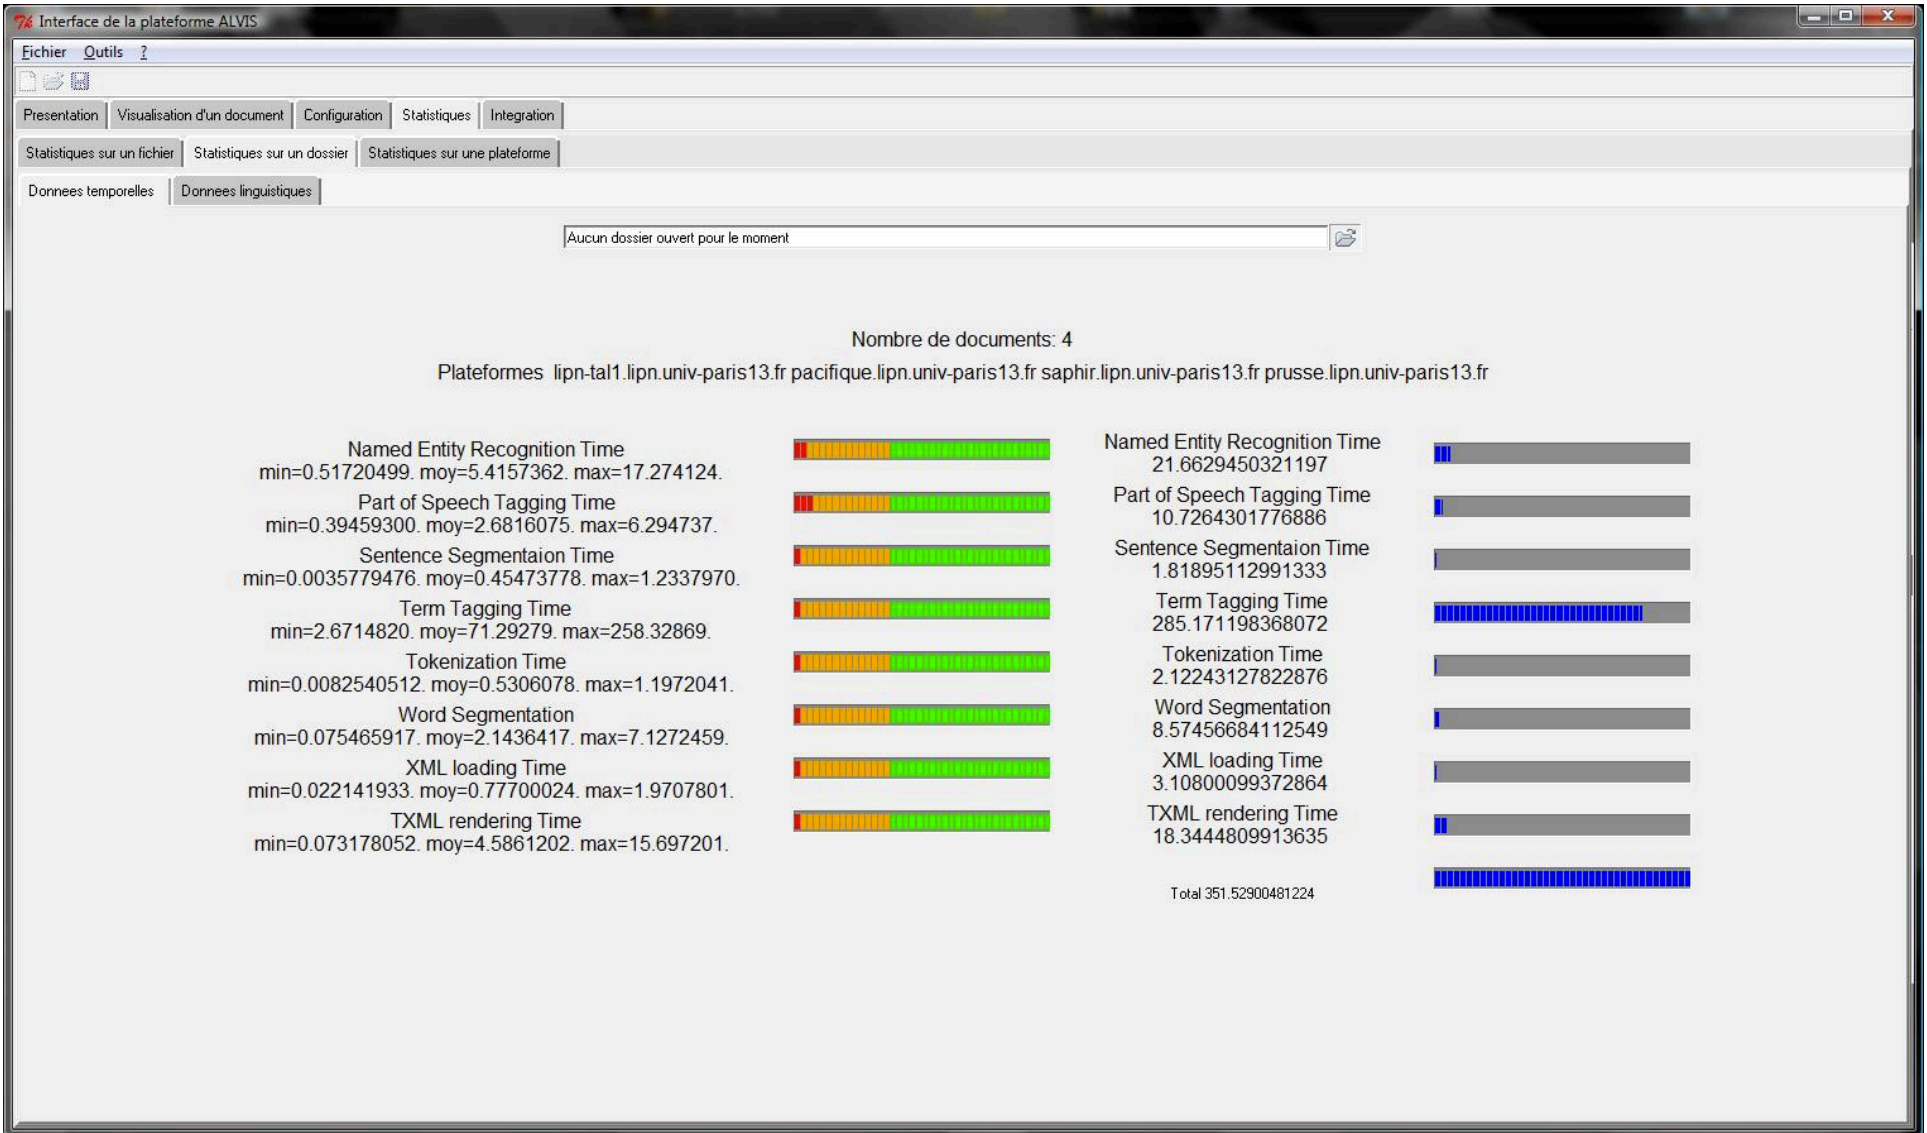 Interface de la plateforme ALVIS
Fichier Outils ?
Presentation Visualisation d'un document Configuration Statistiques Integration
Statistiques sur un fichier Statistiques sur un dossier Statistiques sur une plateforme
Donnees temporelles Donnees linguistiques
Aucun dossier ouvert pour le moment
Nombre de documents: 4
Plateformes lipn-tal1.lipn.univ-paris13.fr pacifique.lipn.univ-paris13.fr saphir.lipn.univ-paris13.fr prusse.lipn.univ-paris13.fr
Named Entity Recognition Time
min=0.51720499. moy=5.4157362. max=17.274124.
Part of Speech Tagging Time
min=0.39459300. moy=2.6816075. max=6.294737.
Sentence Segmentaion Time
min=0.0035779476. moy=0.45473778. max=1.2337970.
Term Tagging Time
min=2.6714820. moy=71.29279. max=258.32869.
Tokenization Time
min=0.0082540512. moy=0.5306078. max=1.1972041.
Word Segmentation
min=0.075465917. moy=2.1436417. max=7.1272459.
XML loading Time
min=0.022141933. moy=0.77700024. max=1.9707801.
TXML rendering Time
min=0.073178052. moy=4.5861202. max=15.697201.
Named Entity Recognition Time
21.6629450321197
Part of Speech Tagging Time
10.7264301776886
Sentence Segmentaion Time
1.81895112991333
Term Tagging Time
285.171198368072
Tokenization Time
2.12243127822876
Word Segmentation
8.57456684112549
XML loading Time
3.10800099372864
TXML rendering Time
18.3444809913635
Total 351.52900481224